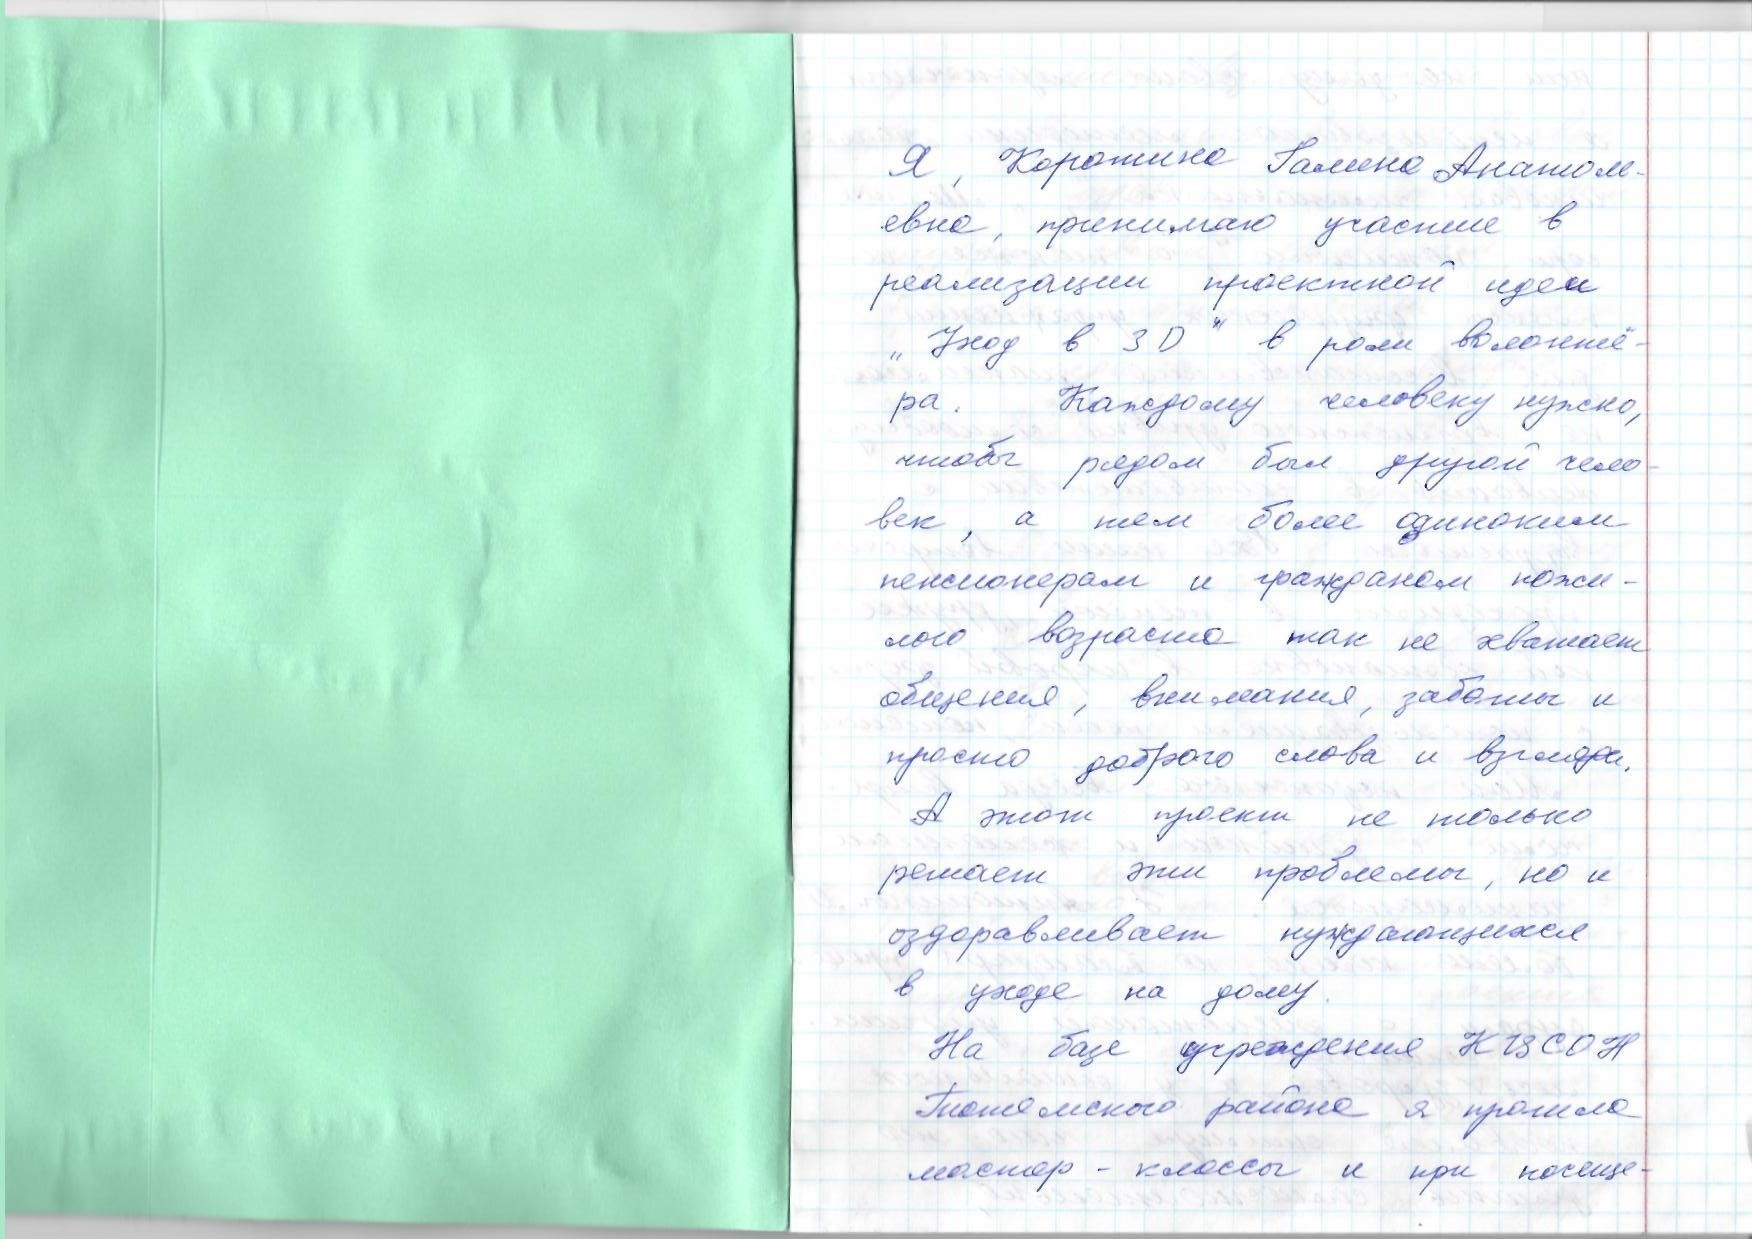 Я, Коротина Галина Анатоль-
евна, принимаю участие в
реализации проектной идеи
„Уход в 3D" в роли волонтё-
ра. Каждому человеку нужно,
чтобы рядом был другой чело-
век, а тем более одиноким
пенсионерам и гражданам пожи-
лого возраста так не хватает
общения, внимания, заботы и
просто доброго слова и взгляда.
А этот проект не только
решает эти проблемы, но и
оздоравливает нуждающихся
в уходе на дому.
На базе учреждения КЦСОН
Тотемского района я прошла
мастер - классы и при посеще-